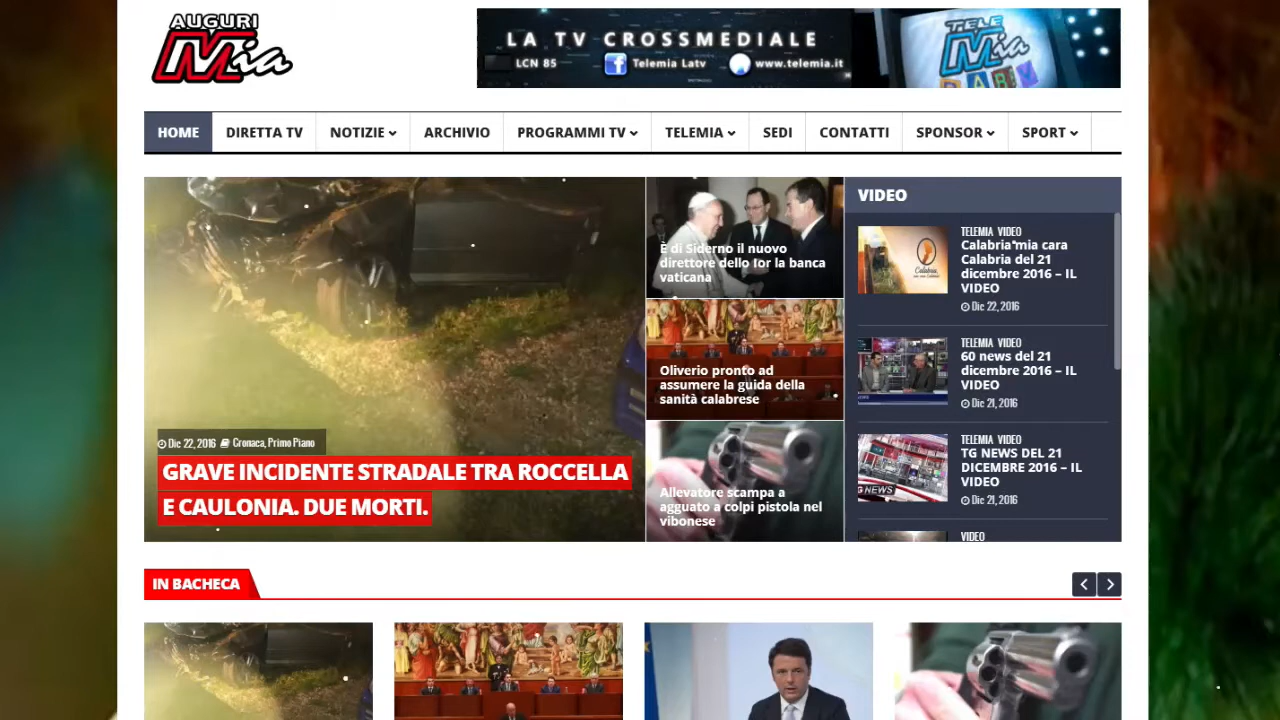 AUGURI
Mia
LA TV CROSSMEDIALE
LCN 85
Telemia Latv
www.telemia.it
TELE
Mia
HOME
DIRETTA TV
NOTIZIE
ARCHIVIO
PROGRAMMI TV
TELEMIA
SEDI
CONTATTI
SPONSOR
SPORT
Dic 22, 2016 Cronaca, Primo Piano
GRAVE INCIDENTE STRADALE TRA ROCCELLA
E CAULONIA. DUE MORTI.
È di Siderno il nuovo
direttore dello Ior la banca
vaticana
Oliverio pronto ad
assumere la guida della
sanità calabrese
Allevatore scampa a
agguato a colpi pistola nel
vibonese
VIDEO
TELEMIA VIDEO
Calabria mia cara
Calabria del 21
dicembre 2016 – IL
VIDEO
Dic 22, 2016
TELEMIA VIDEO
60 news del 21
dicembre 2016 – IL
VIDEO
Dic 21, 2016
TELEMIA VIDEO
TG NEWS DEL 21
DICEMBRE 2016 – IL
VIDEO
Dic 21, 2016
G NEWS
VIDEO
IN BACHECA